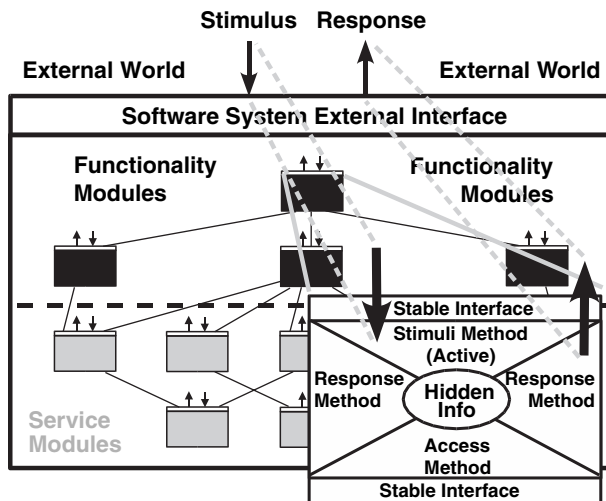 Stimulus Response
External World External World
Software System External Interface
Functionality
Modules
Functionality
Modules
Stable Interface
Stimuli Method
(Active)
Response
Method
Hidden
Info
Response
Method
Service
Modules
Access
Method
Stable Interface